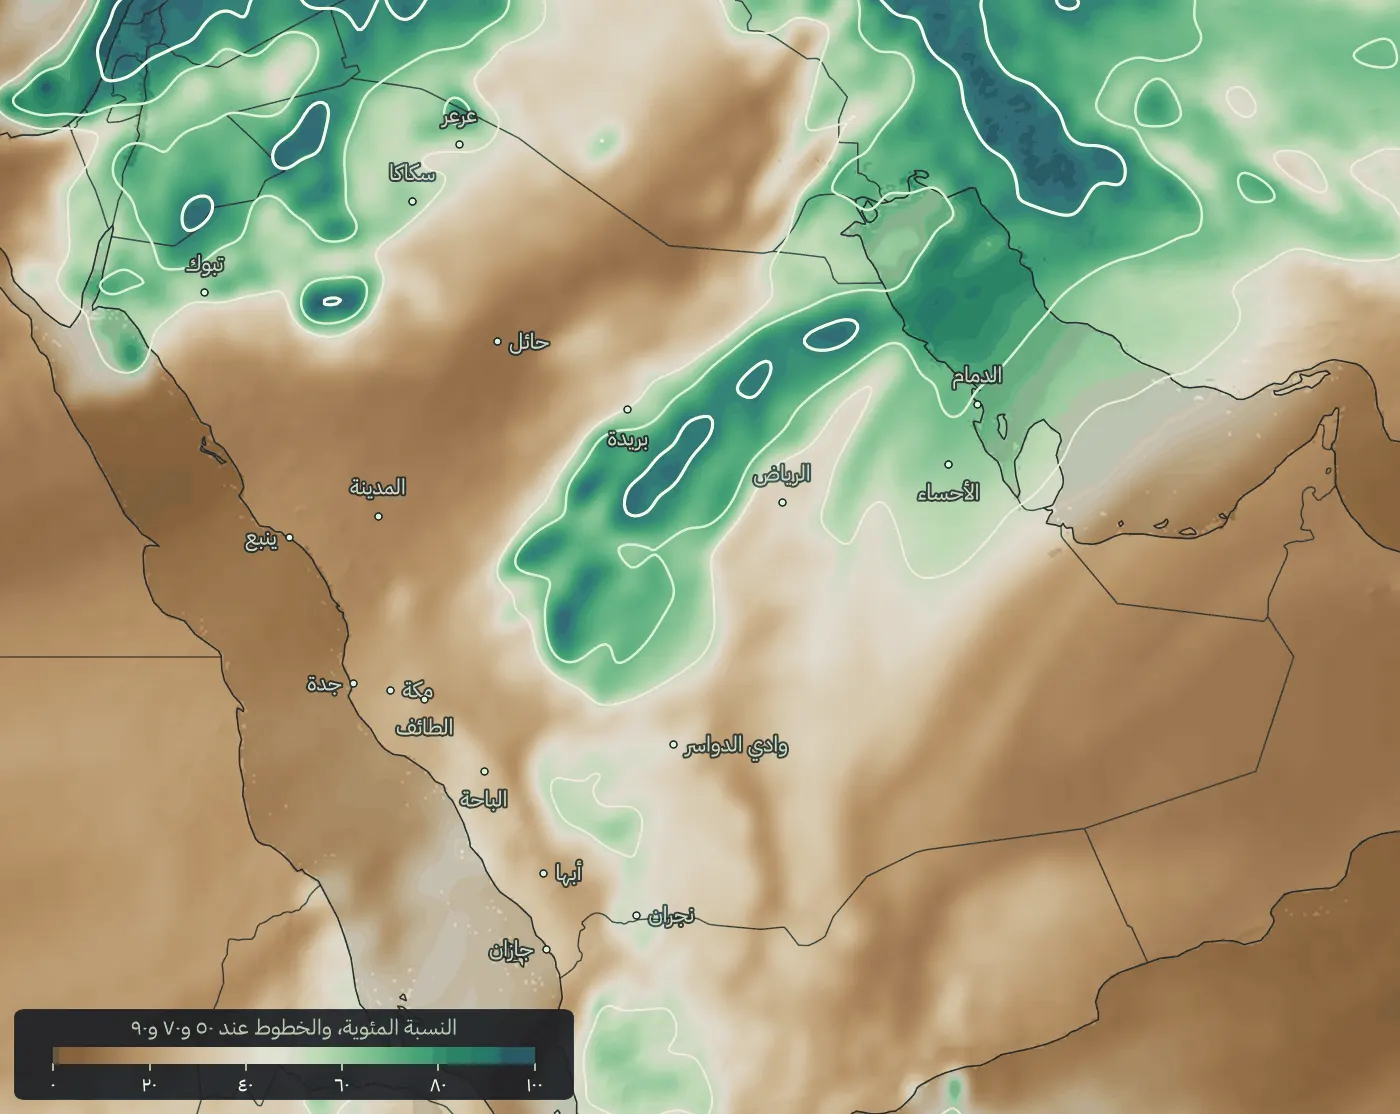 عرعر
سكاكا
تبوك
حائل
الدمام
بريدة
الرياض
الأحساء
المدينة
ينبع
جدة
مكة
الطائف
وادي الدواسر
الباحة
أبها
نجران
جازان
النسبة المئوية، والخطوط عند ٥٠ و٧٠ و٩٠
٠ ٢٠ ٤٠ ٦٠ ٨٠ ١٠٠